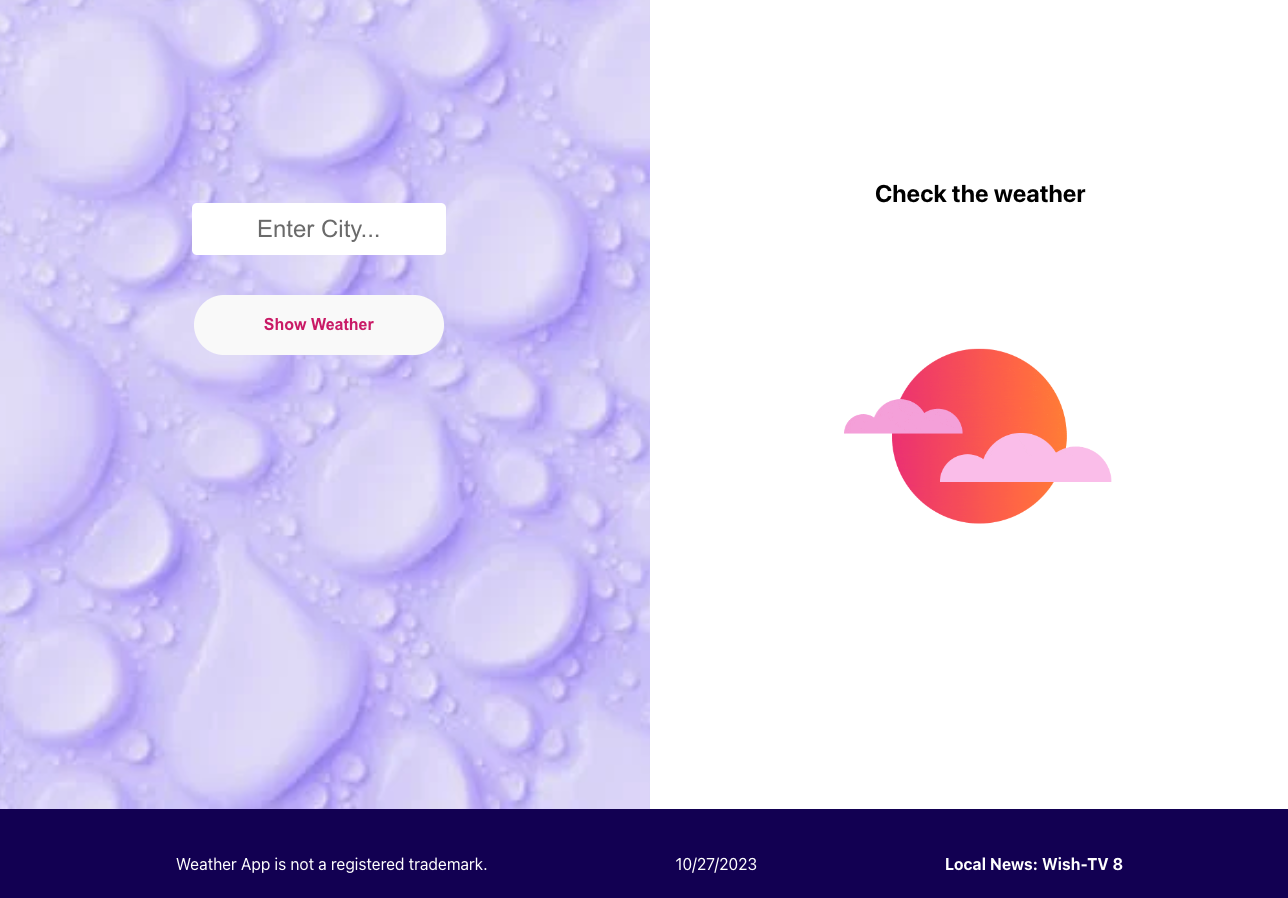 Enter City...
Show Weather
Check the weather
Weather App is not a registered trademark.
10/27/2023
Local News: Wish-TV 8